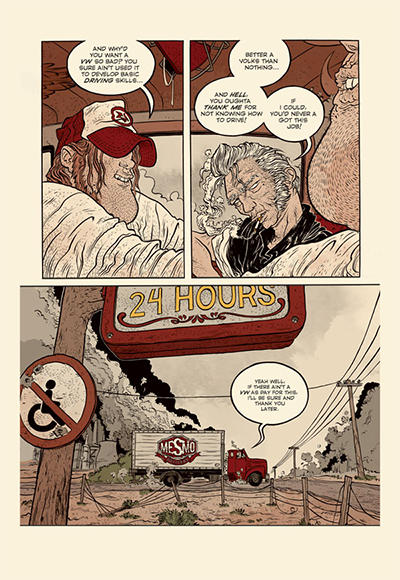 AND WHY'D
YOU WANT A
VW SO BAD? YOU
SURE AIN'T USED IT
TO DEVELOP BASIC
DRIVING SKILLS...
BETTER A
VOLKS THAN
NOTHING...
AND HELL,
YOU OUGHTA
THANK ME FOR
NOT KNOWING HOW
TO DRIVE!
IF
I COULD,
YOU'D NEVER A
GOT THIS
JOB!
24 HOURS
YEAH WELL,
IF THERE AIN'T A
VW AS PAY FOR THIS,
I'LL BE SURE AND
THANK YOU
LATER.
MESMO